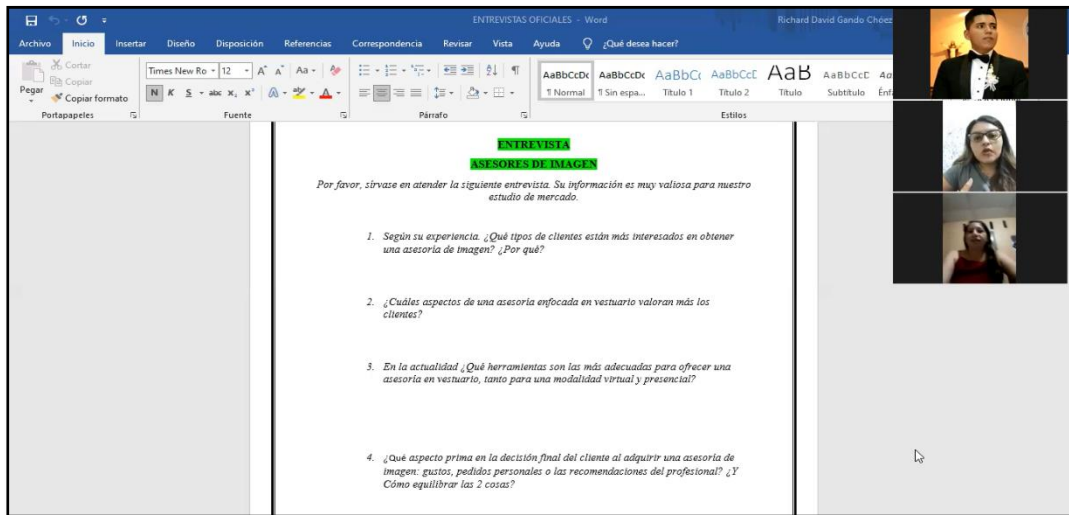 ENTREVISTAS OFICIALES - Word
Richard David Gando Chóez
Archivo Inicio Insertar Diseño Disposición Referencias Correspondencia Revisar Vista Ayuda ¿Qué desea hacer?
Cortar
Copiar
Pegar
Copiar formato
Times New Ro 12 A A Aa
N K S abc x, x² A A
AaBbCcDc AaBbCcDc AaBbCc AaBbCcE AaB AaBbCcE
¶ Normal ¶ Sin espa... Título 1 Título 2 Título Subtítulo
Portapapeles Fuente Párrafo Estilos
ENTREVISTA
ASESORES DE IMAGEN
Por favor, sírvase en atender la siguiente entrevista. Su información es muy valiosa para nuestro
estudio de mercado.
1. Según su experiencia. ¿Qué tipos de clientes están más interesados en obtener
una asesoría de imagen? ¿Por qué?
2. ¿Cuáles aspectos de una asesoría enfocada en vestuario valoran más los
clientes?
3. En la actualidad ¿Qué herramientas son las más adecuadas para ofrecer una
asesoría en vestuario, tanto para una modalidad virtual y presencial?
4. ¿Qué aspecto prima en la decisión final del cliente al adquirir una asesoría de
imagen: gustos, pedidos personales o las recomendaciones del profesional? ¿Y
Cómo equilibrar las 2 cosas?